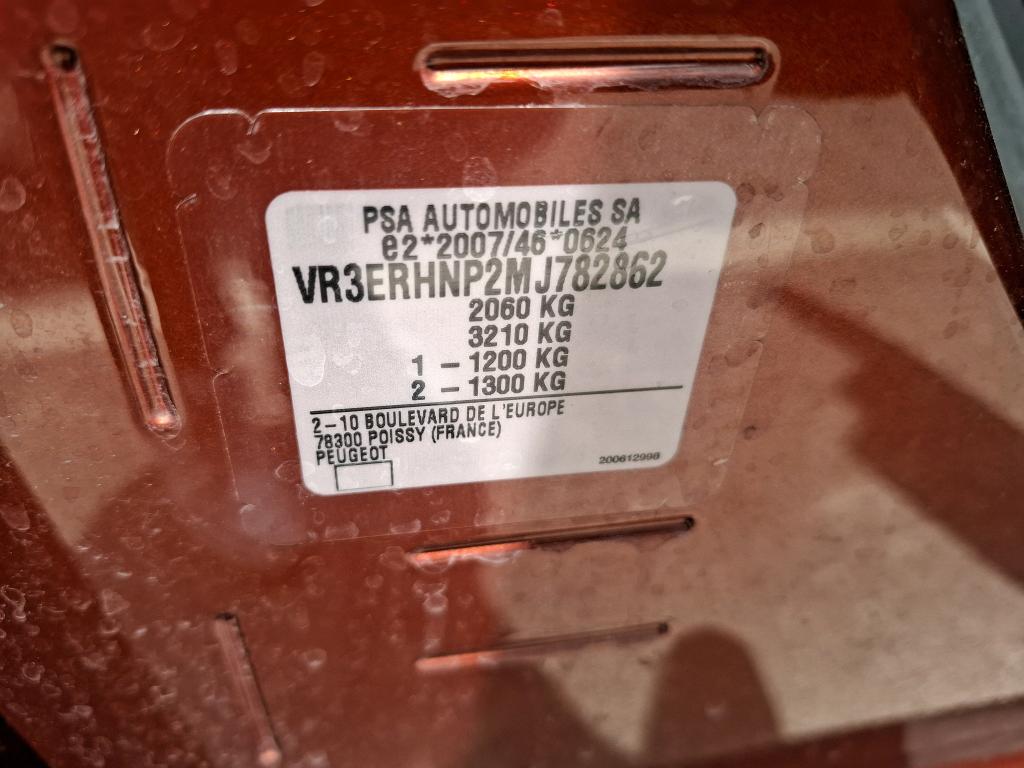 PSA AUTOMOBILES SA
e2*2007/46*0624
VR3ERHNP2MJ782862
2060 KG
3210 KG
1 - 1200 KG
2 - 1300 KG
2-10 BOULEVARD DE L'EUROPE
78300 POISSY (FRANCE)
PEUGEOT
200612998